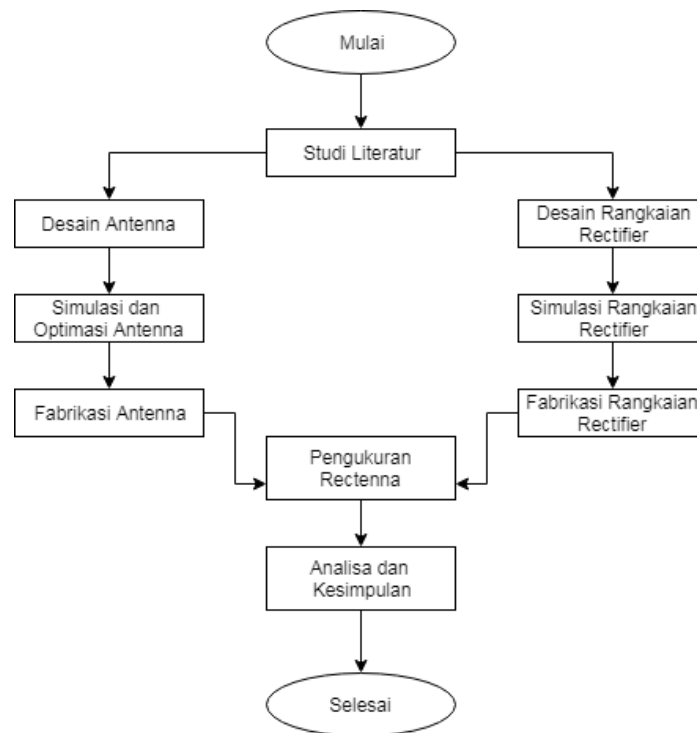 Mulai
Studi Literatur
Desain Antenna
Desain Rangkaian
Rectifier
Simulasi dan
Optimasi Antenna
Simulasi Rangkaian
Rectifier
Fabrikasi Antenna
Fabrikasi Rangkaian
Rectifier
Pengukuran
Rectenna
Analisa dan
Kesimpulan
Selesai